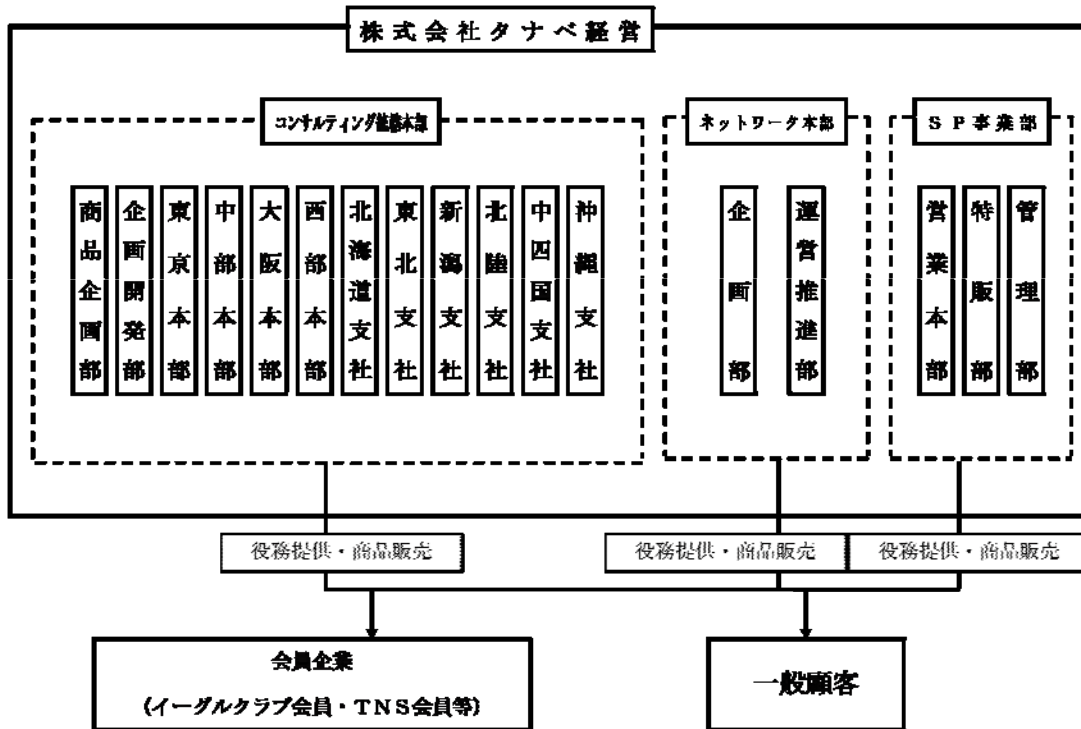 株式会社タナベ経営
コンサルティング統轄本部
ネットワーク本部
ＳＰ事業部
商品企画部
企画開発部
東京本部
中部本部
大阪本部
西部本部
北海道支社
東北支社
新潟支社
北陸支社
中四国支社
沖縄支社
企画部
運営推進部
営業本部
特販部
管理部
役務提供・商品販売
役務提供・商品販売
役務提供・商品販売
会員企業
（イーグルクラブ会員・ＴＮＳ会員等）
一般顧客